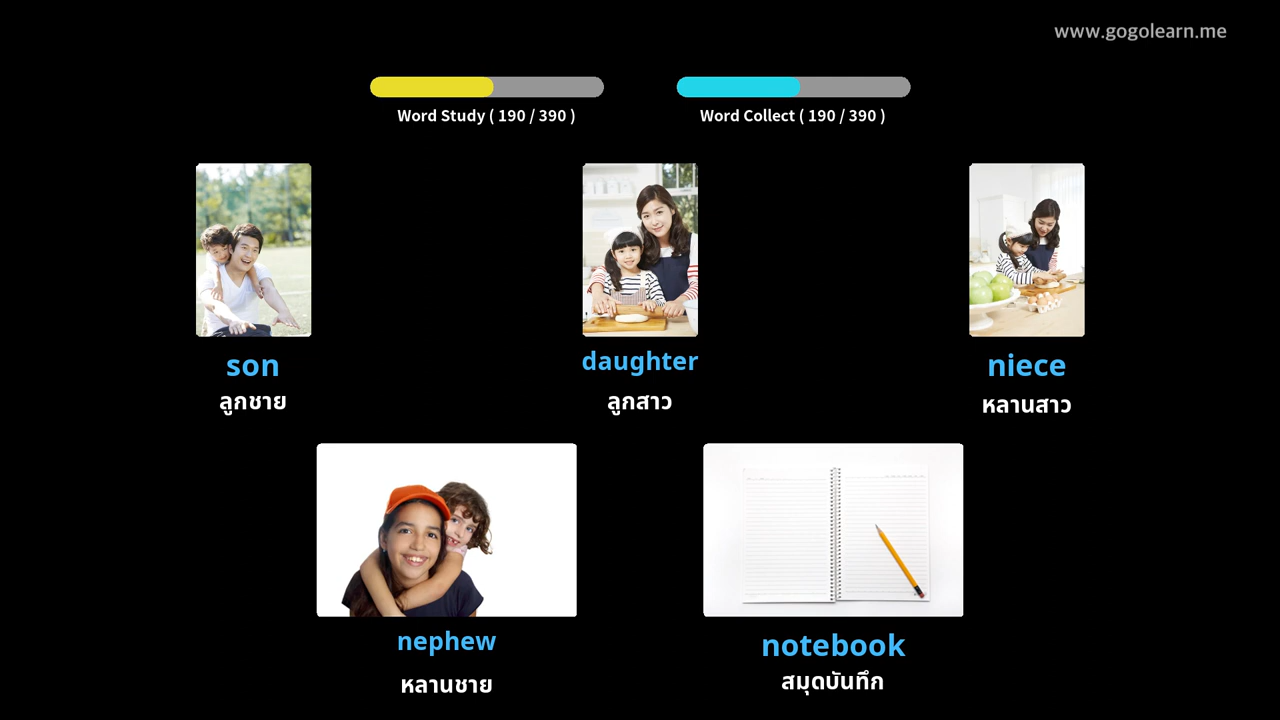 www.gogolearn.me
Word Study ( 190 / 390 )
Word Collect ( 190 / 390 )
son
ลูกชาย
daughter
ลูกสาว
niece
หลานสาว
nephew
หลานชาย
notebook
สมุดบันทึก